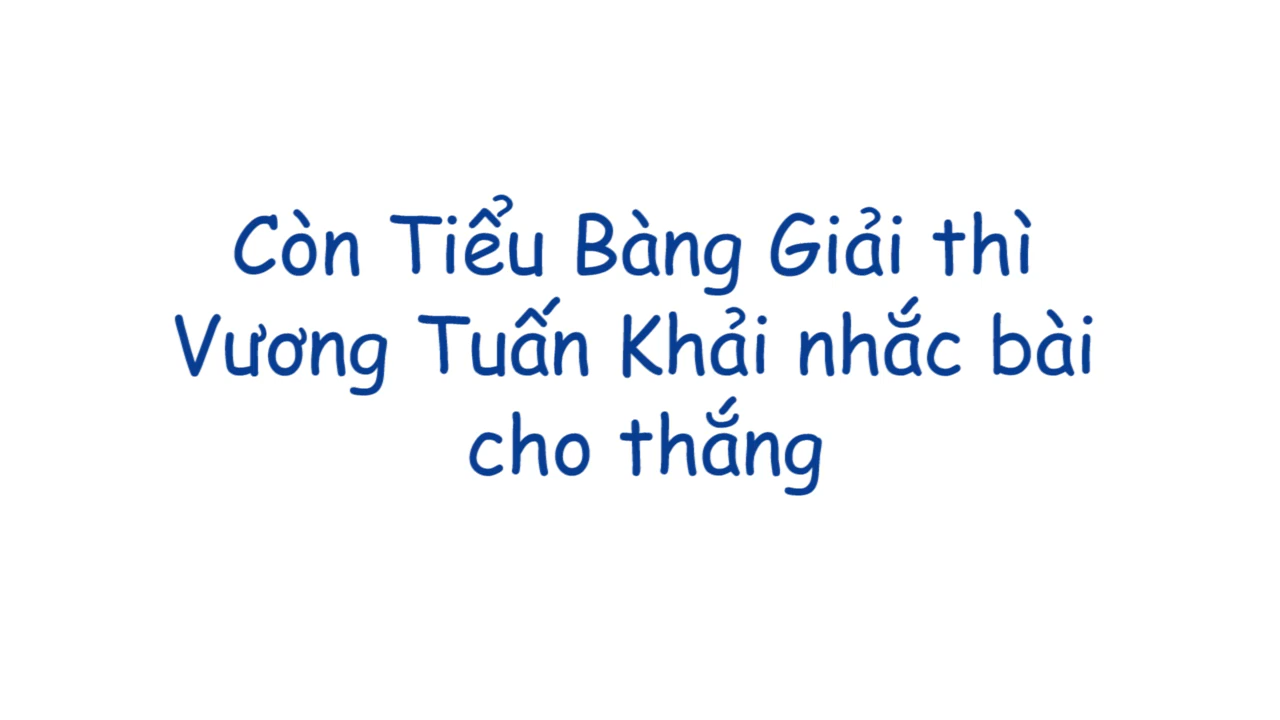 Còn Tiểu Bàng Giải thì
Vương Tuấn Khải nhắc bài
cho thắng